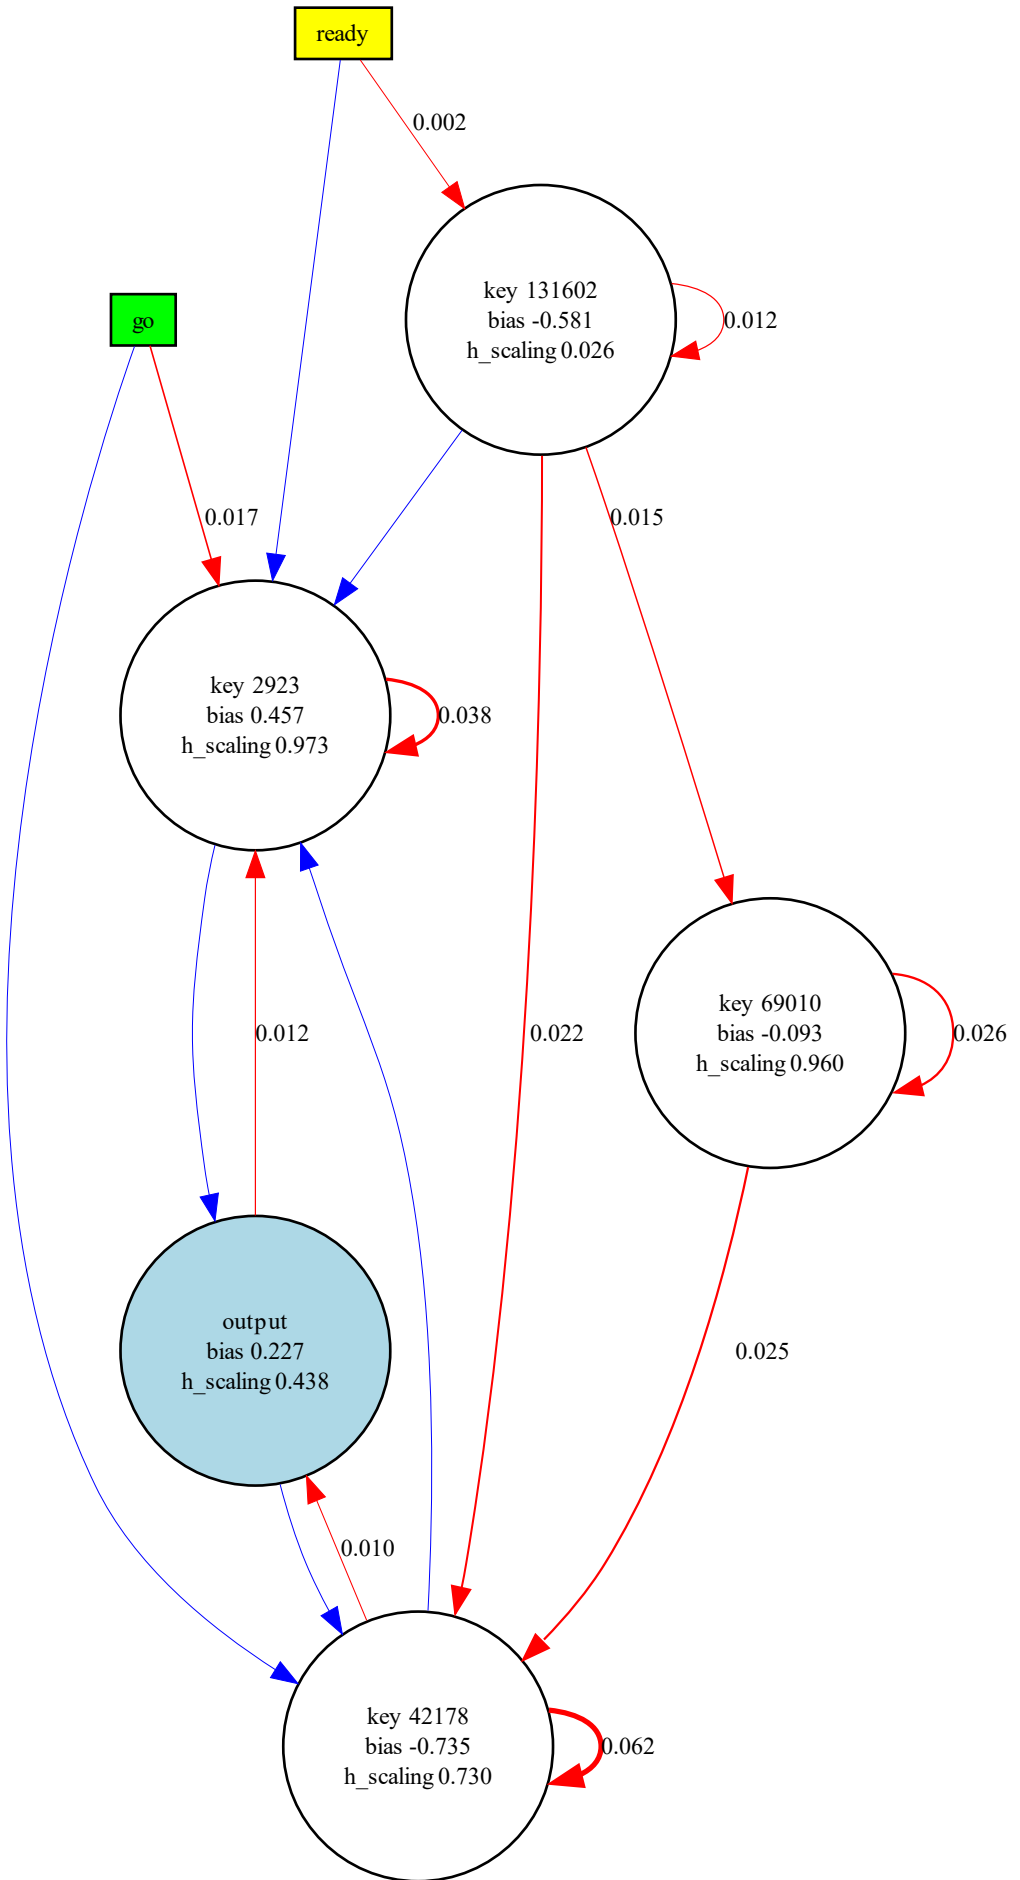 ready
0.002
key 131602
bias -0.581
h_scaling 0.026
0.012
go
0.017
0.015
key 2923
bias 0.457
h_scaling 0.973
0.038
0.012
0.022
key 69010
bias -0.093
h_scaling 0.960
0.026
output
bias 0.227
h_scaling 0.438
0.025
0.010
key 42178
bias -0.735
h_scaling 0.730
0.062